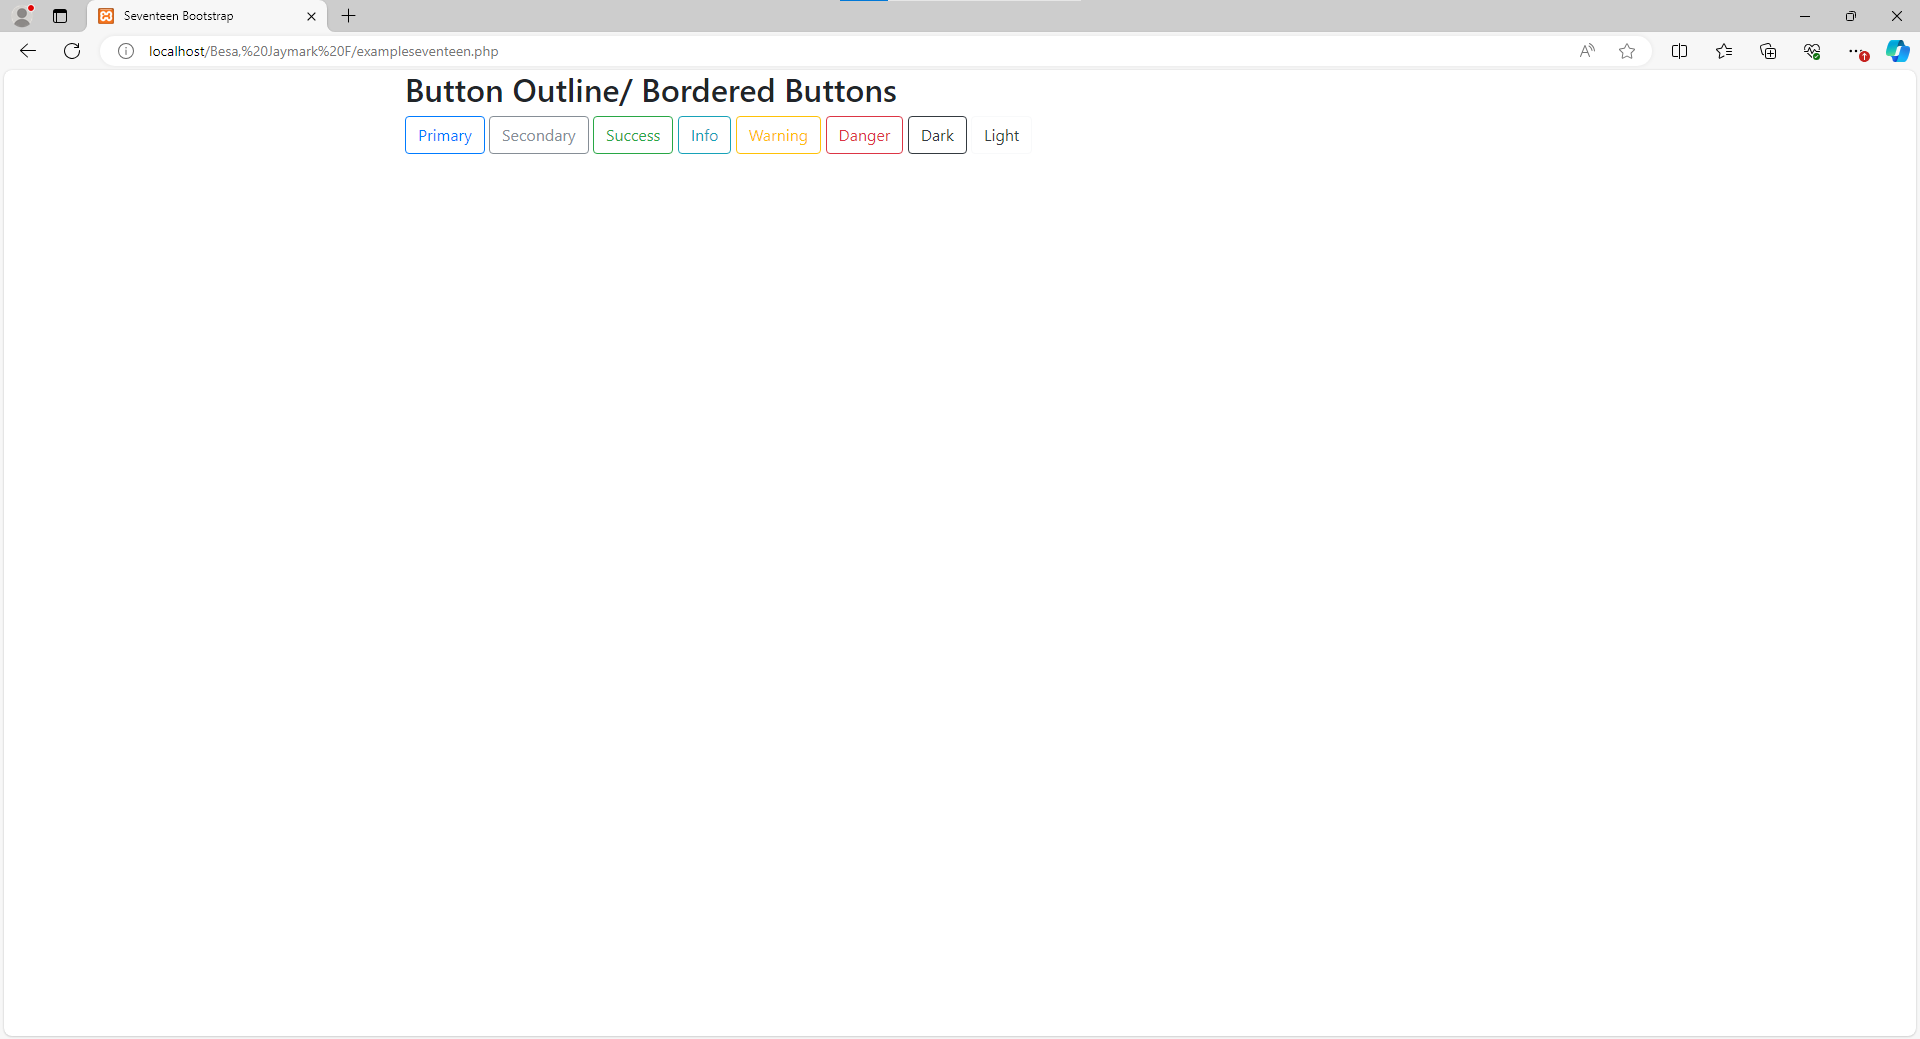 Seventeen Bootstrap
localhost/Besa,%20Jaymark%20F/exampleseventeen.php
Button Outline/ Bordered Buttons
Primary Secondary Success Info Warning Danger Dark Light